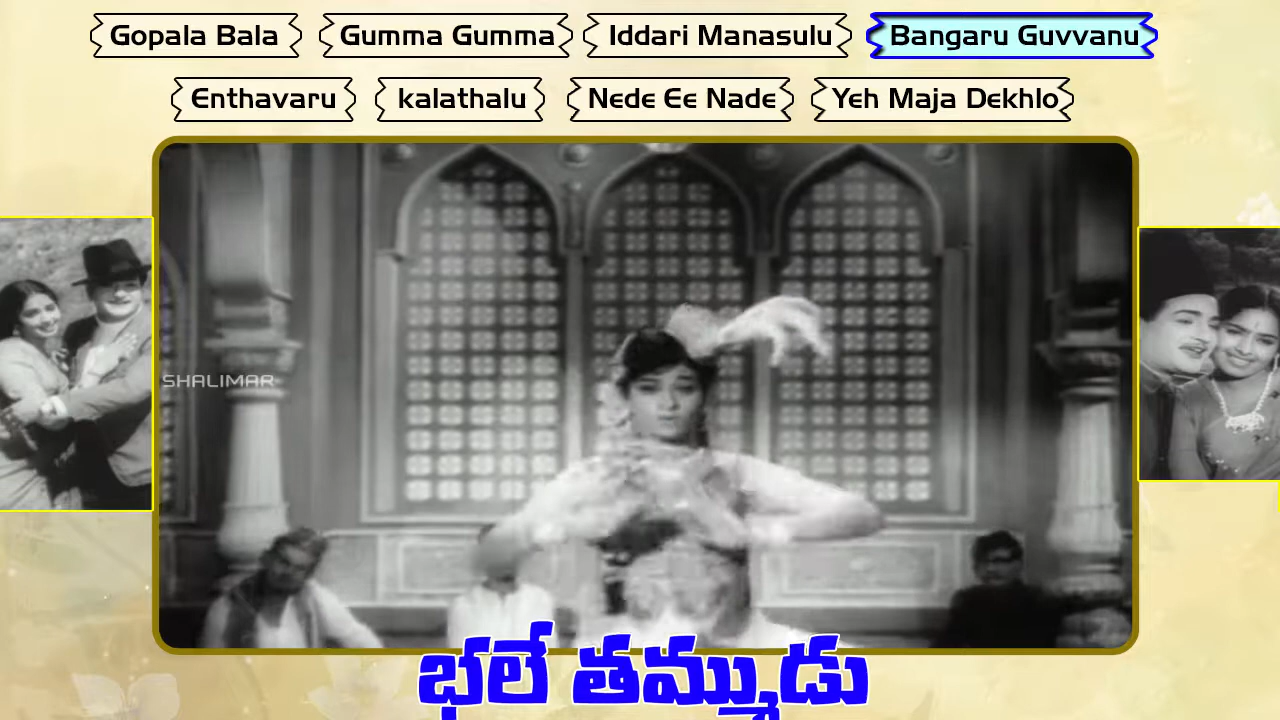 Gopala Bala Gumma Gumma Iddari Manasulu Bangaru Guvvanu
Enthavaru kalathalu Nede Ee Nade Yeh Maja Dekhlo
SHALIMAR
భలే తమ్ముడు